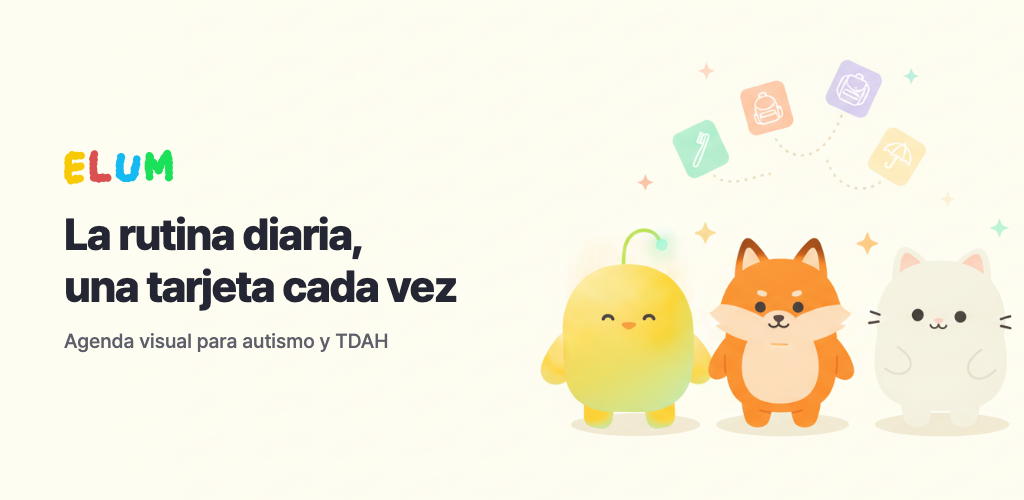 ELUM
La rutina diaria,
una tarjeta cada vez
Agenda visual para autismo y TDAH